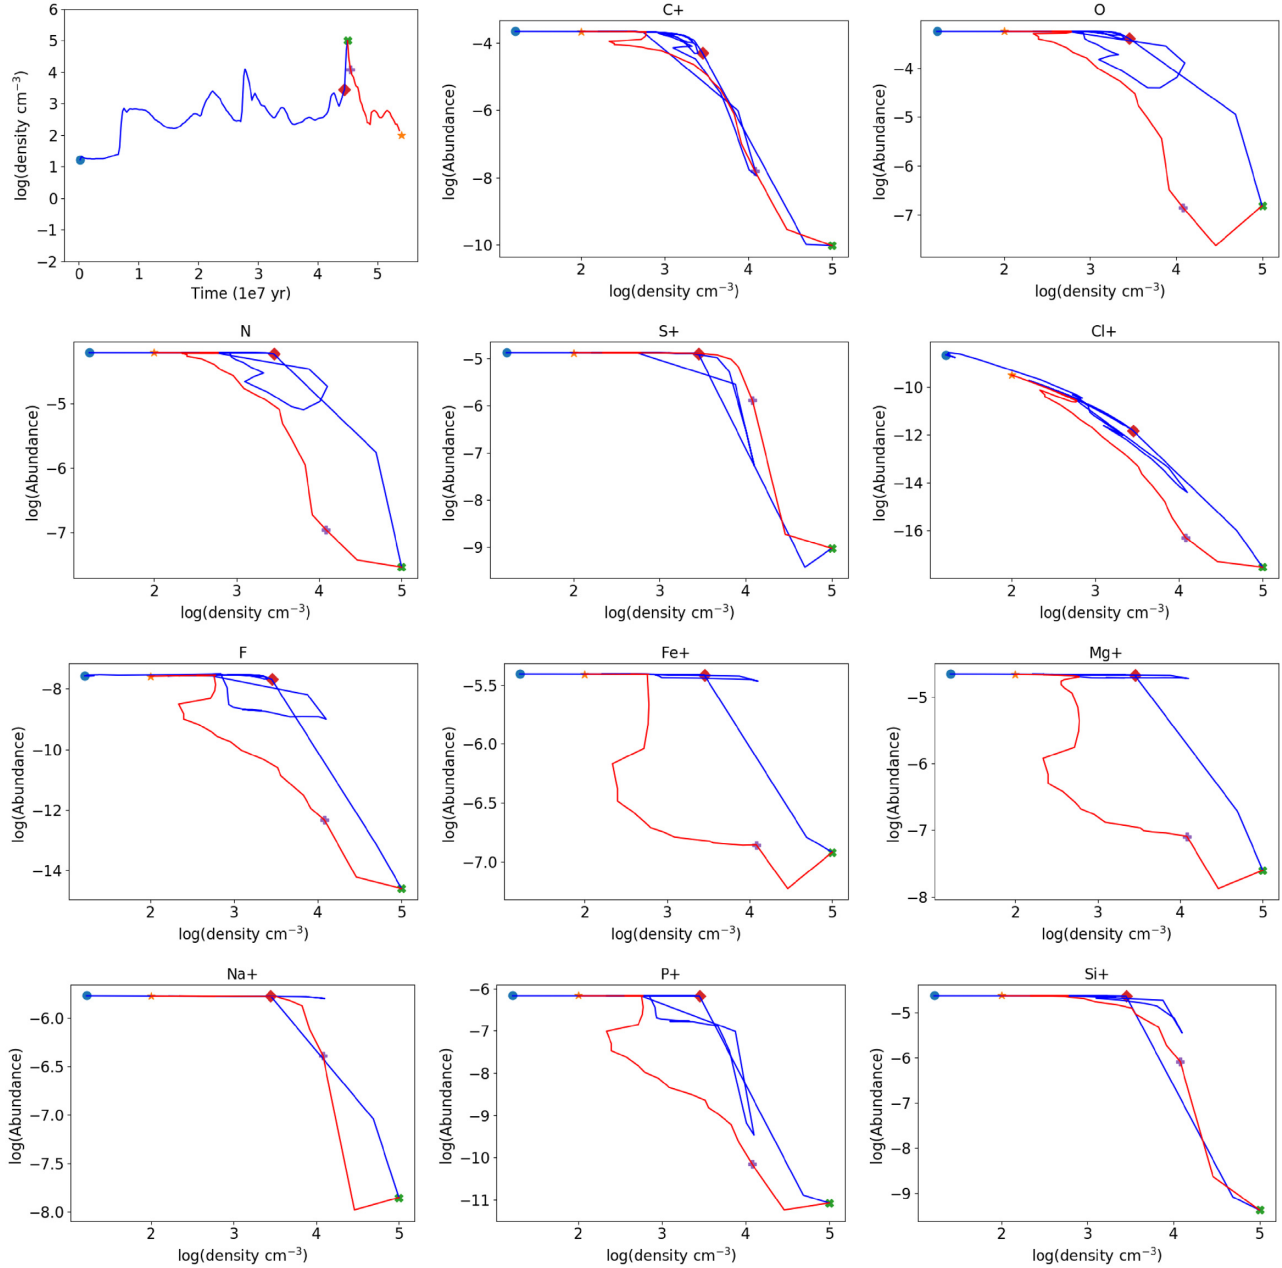 6
5
4
3
2
1
0
−1
−2
0 1 2 3 4 5
log(density cm−3)
Time (1e7 yr)
C+
−4
−6
−8
−10
2 3 4 5
log(Abundance)
log(density cm−3)
O
−4
−5
−6
−7
2 3 4 5
log(Abundance)
log(density cm−3)
N
−5
−6
−7
2 3 4 5
log(Abundance)
log(density cm−3)
S+
−5
−6
−7
−8
−9
2 3 4 5
log(Abundance)
log(density cm−3)
Cl+
−10
−12
−14
−16
2 3 4 5
log(Abundance)
log(density cm−3)
F
−8
−10
−12
−14
2 3 4 5
log(Abundance)
log(density cm−3)
Fe+
−5.5
−6.0
−6.5
−7.0
2 3 4 5
log(Abundance)
log(density cm−3)
Mg+
−5
−6
−7
−8
2 3 4 5
log(Abundance)
log(density cm−3)
Na+
−6.0
−6.5
−7.0
−7.5
−8.0
2 3 4 5
log(Abundance)
log(density cm−3)
P+
−6
−7
−8
−9
−10
−11
2 3 4 5
log(Abundance)
log(density cm−3)
Si+
−5
−6
−7
−8
−9
2 3 4 5
log(Abundance)
log(density cm−3)